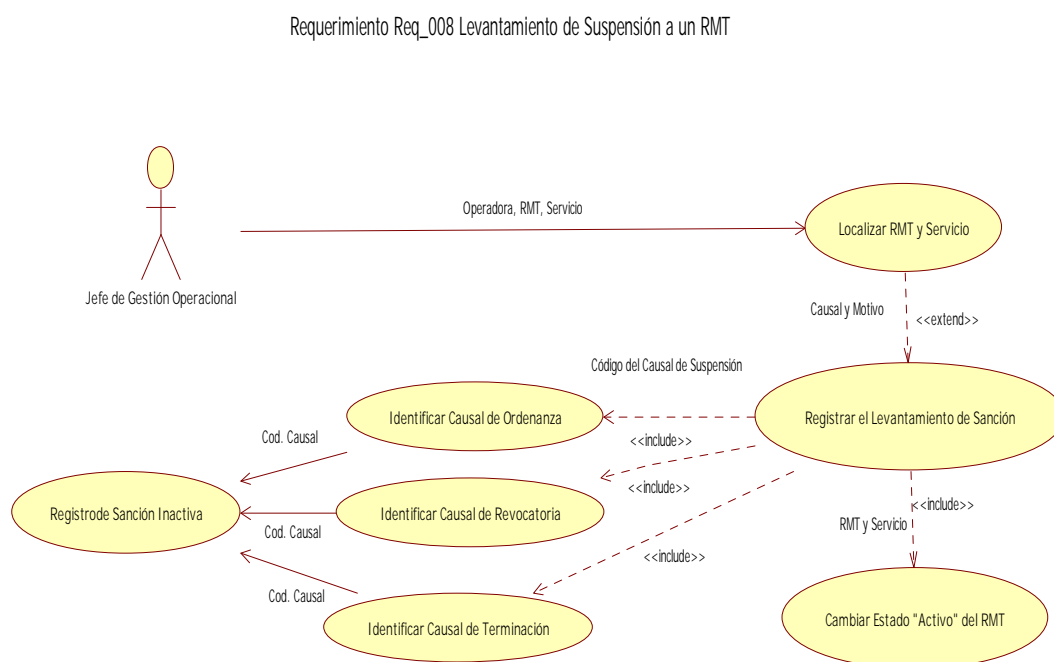 Requerimiento Req_008 Levantamiento de Suspensión a un RMT
Operadora, RMT, Servicio
Localizar RMT y Servicio
Jefe de Gestión Operacional
Causal y Motivo
<<extend>>
Código del Causal de Suspensión
Identificar Causal de Ordenanza
Registrar el Levantamiento de Sanción
Cod. Causal
<<include>>
<<include>>
Registrode Sanción Inactiva
Identificar Causal de Revocatoria
<<include>>
RMT y Servicio
Cod. Causal
<<include>>
Cod. Causal
Identificar Causal de Terminación
Cambiar Estado "Activo" del RMT